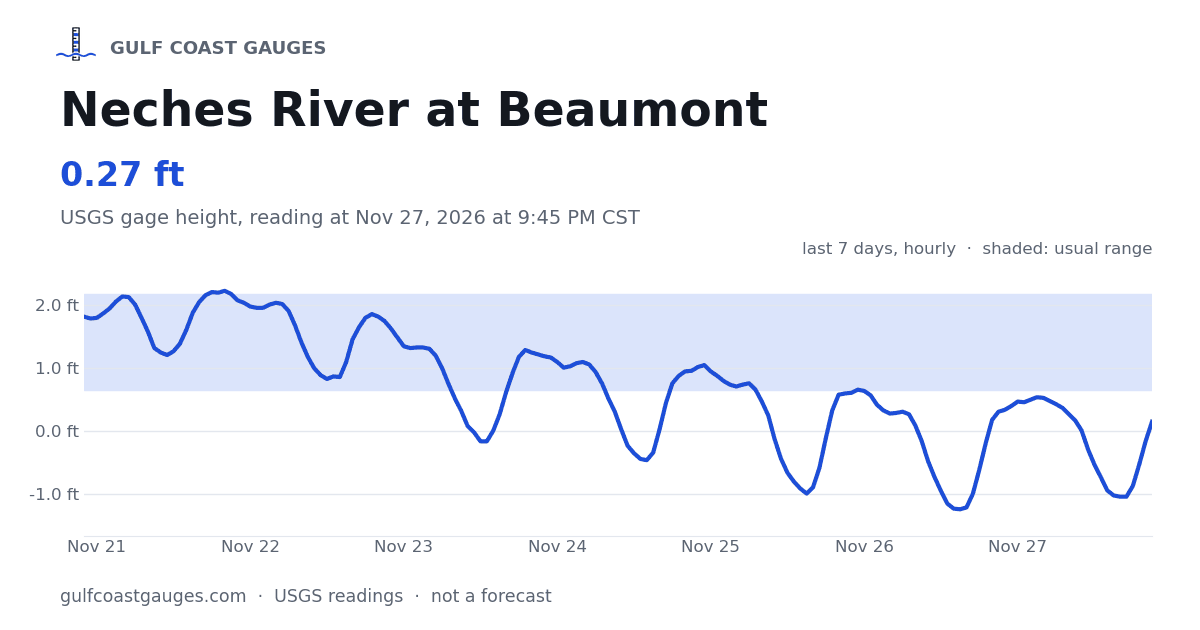 GULF COAST GAUGES
Neches River at Beaumont
0.27 ft
USGS gage height, reading at Nov 27, 2026 at 9:45 PM CST
last 7 days, hourly · shaded: usual range
2.0 ft
1.0 ft
0.0 ft
-1.0 ft
Nov 21 Nov 22 Nov 23 Nov 24 Nov 25 Nov 26 Nov 27
gulfcoastgauges.com · USGS readings · not a forecast